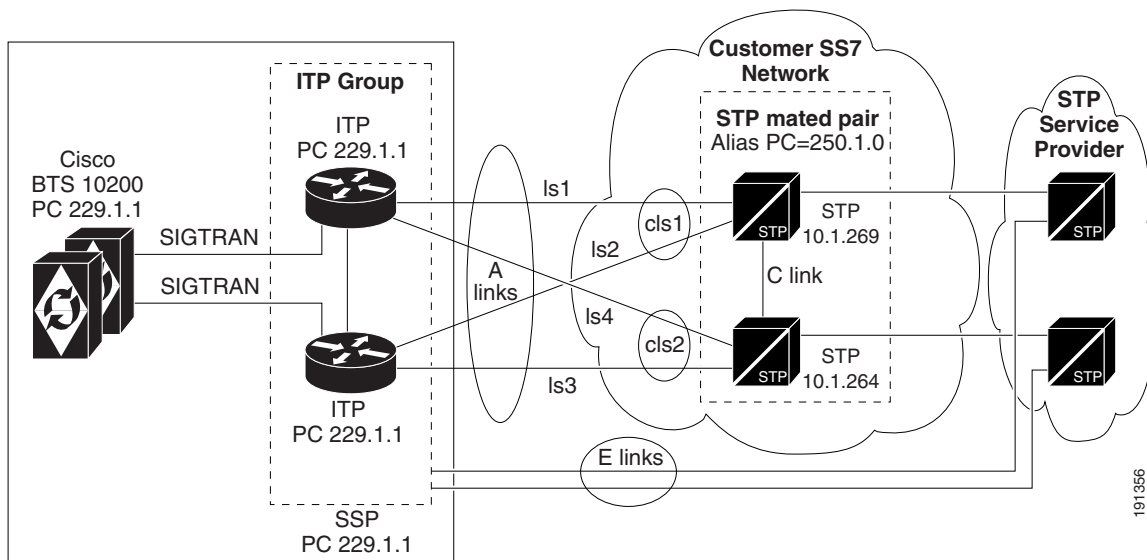 ITP Group
ITP
PC 229.1.1
Cisco
BTS 10200
PC 229.1.1
SIGTRAN
SIGTRAN
ITP
PC 229.1.1
SSP
PC 229.1.1
A
links
ls1
ls2
ls4
ls3
cls1
cls2
E links
Customer SS7
Network
STP mated pair
Alias PC=250.1.0
STP
STP
10.1.269
C link
STP
STP
10.1.264
STP
Service
Provider
STP
STP
191356